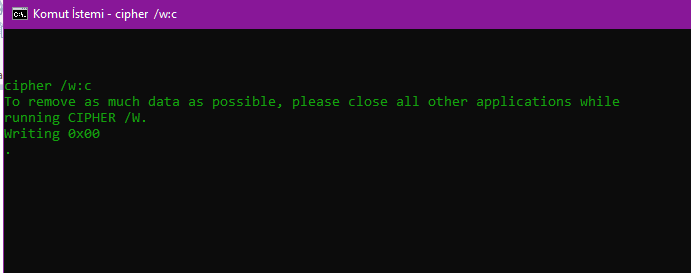 Komut İstemi - cipher /w:c
cipher /w:c
To remove as much data as possible, please close all other applications while
running CIPHER /W.
Writing 0x00
.